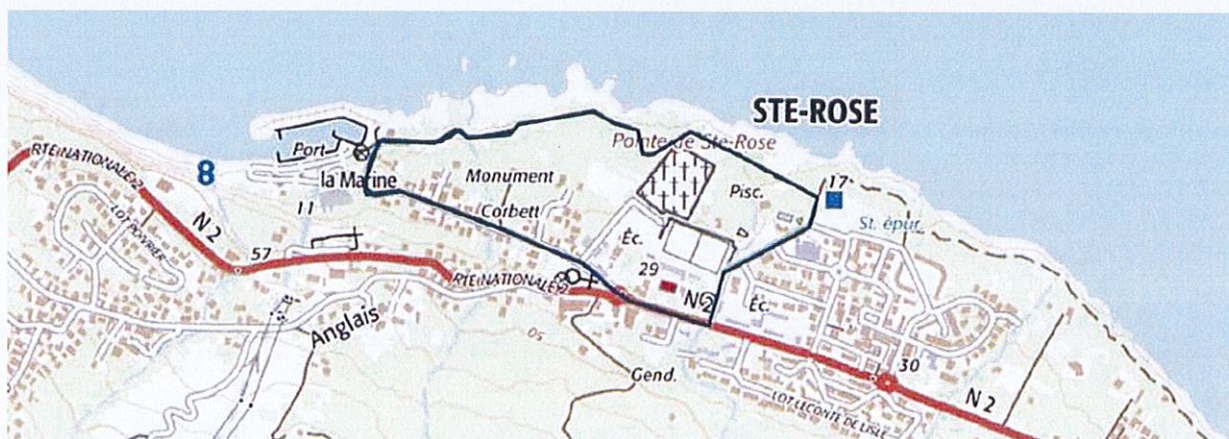 STE-ROSE
Pointe de Ste-Rose
Port
8
la Marine
Monument
17
RTE NATIONALE 2
Pisc.
11
Corbett
St. épur.
N 2
LOT POIVRIER
Éc.
57
29
RTE NATIONALE 2
N 2
Éc.
Anglais
50
30
Gend.
N 2
LOT LECONTE DE LISLE